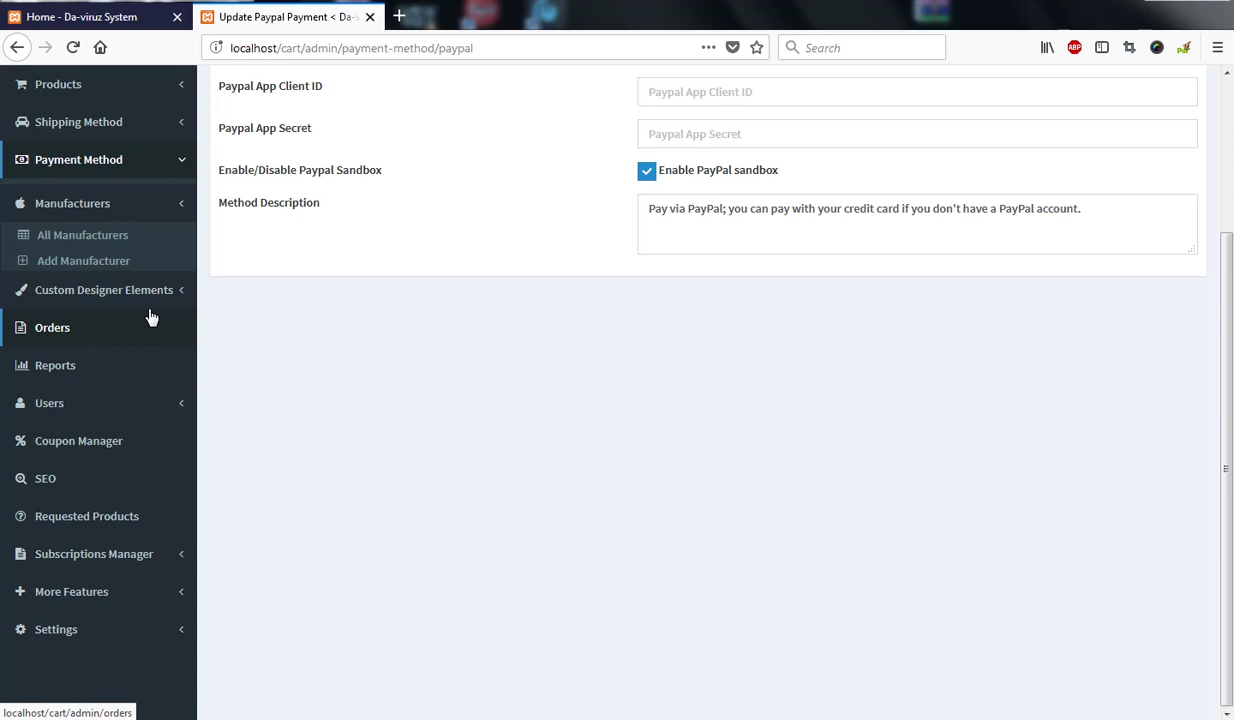 Home - Da-viruz System
Update Paypal Payment < Da-v
localhost/cart/admin/payment-method/paypal
Search
ABP
Products
Shipping Method
Payment Method
Manufacturers
All Manufacturers
Add Manufacturer
Custom Designer Elements
Orders
Reports
Users
Coupon Manager
SEO
Requested Products
Subscriptions Manager
More Features
Settings
Paypal App Client ID
Paypal App Client ID
Paypal App Secret
Paypal App Secret
Enable/Disable Paypal Sandbox
Enable PayPal sandbox
Method Description
Pay via PayPal; you can pay with your credit card if you don't have a PayPal account.
localhost/cart/admin/orders